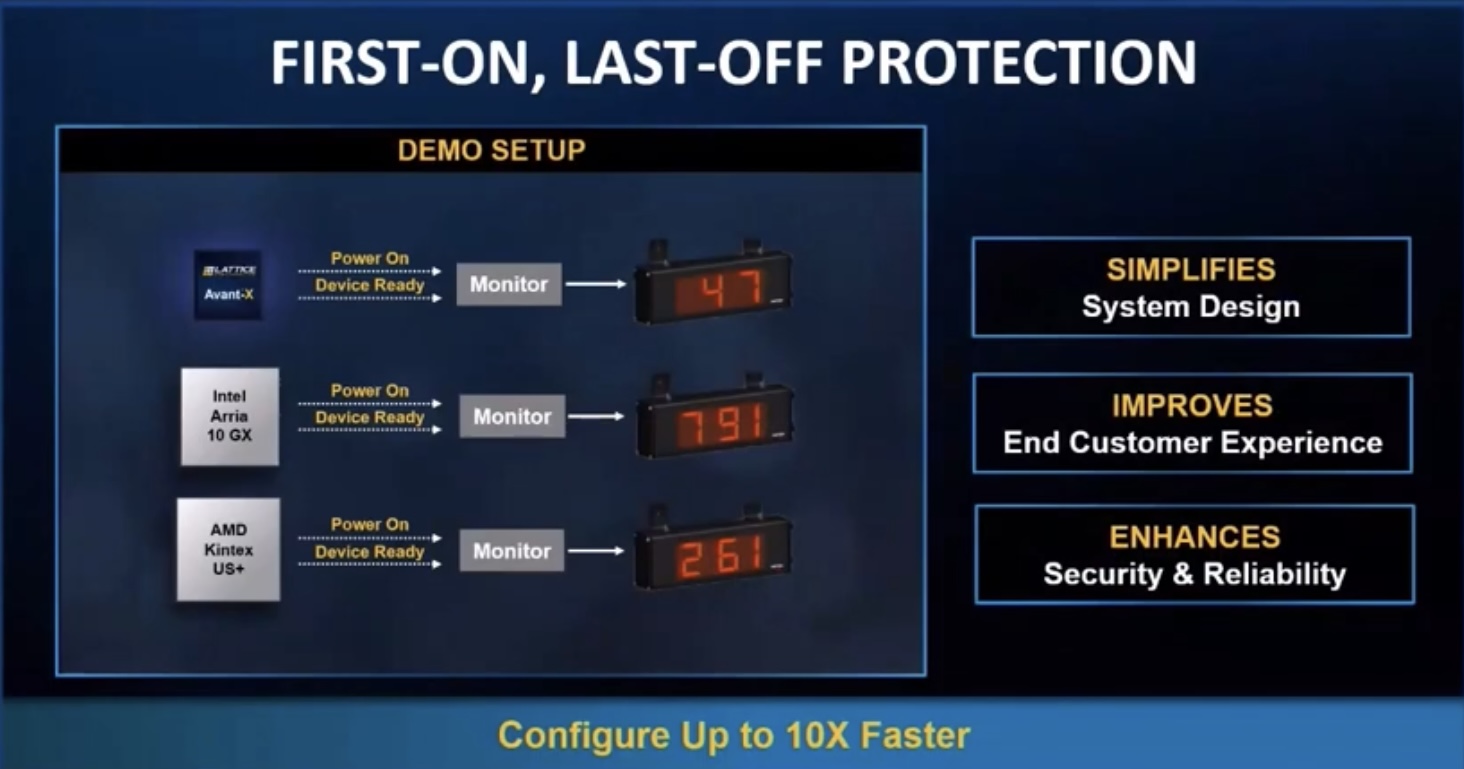 FIRST-ON, LAST-OFF PROTECTION
DEMO SETUP
LATTICE
Avant-X
Power On
Device Ready
Monitor
47
Intel
Arria
10 GX
Power On
Device Ready
Monitor
791
AMD
Kintex
US+
Power On
Device Ready
Monitor
261
SIMPLIFIES
System Design
IMPROVES
End Customer Experience
ENHANCES
Security & Reliability
Configure Up to 10X Faster